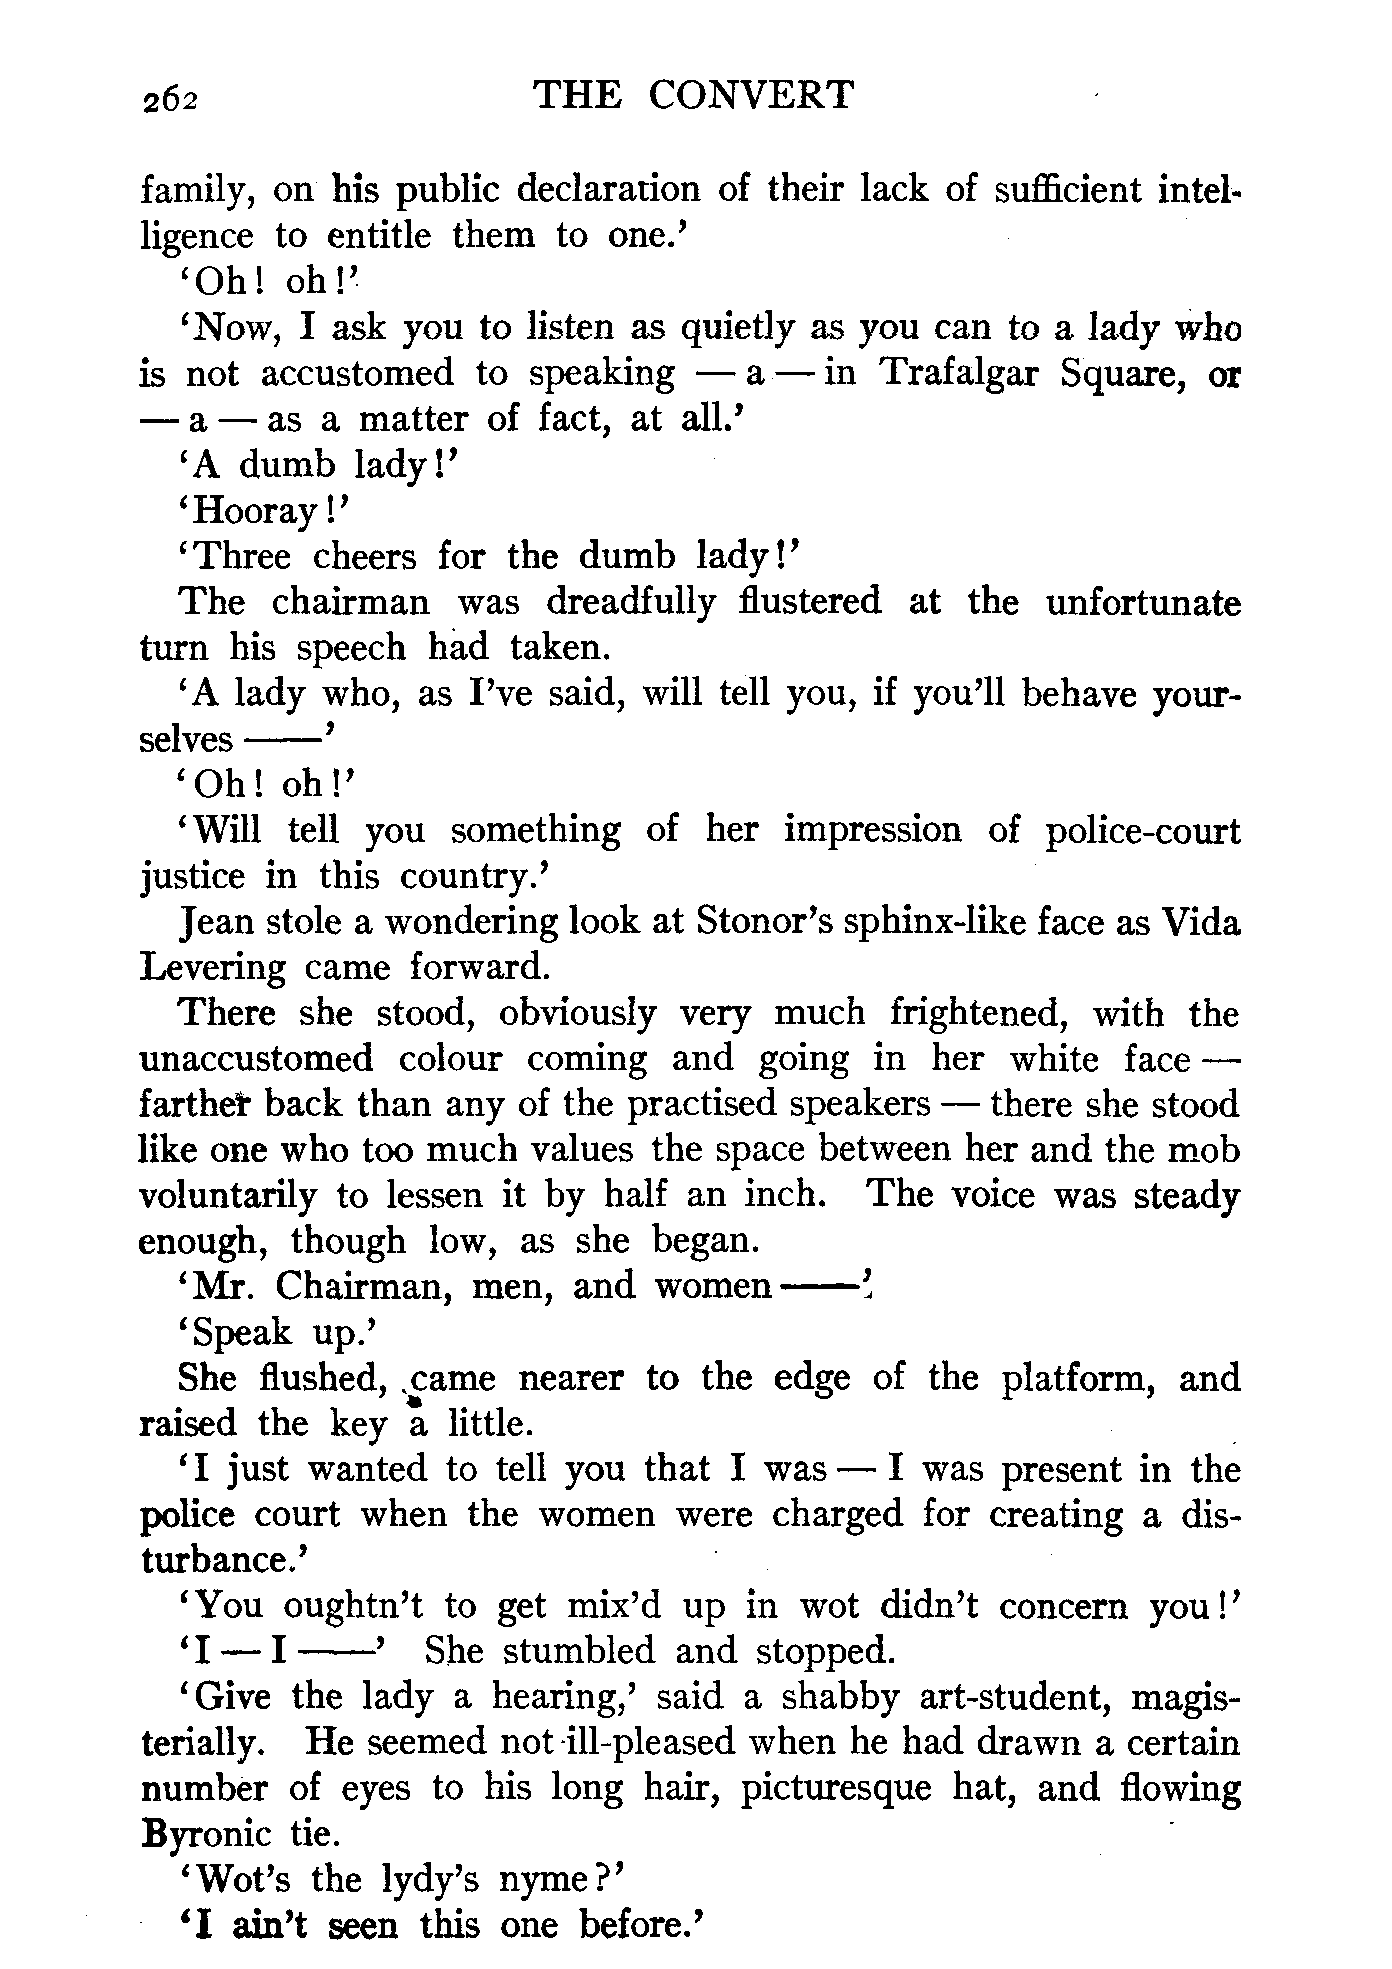 262 THE CONVERT
family, on his public declaration of their lack of sufficient intel-
ligence to entitle them to one.'
'Oh! oh!'
'Now, I ask you to listen as quietly as you can to a lady who
is not accustomed to speaking — a — in Trafalgar Square, or
— a — as a matter of fact, at all.'
'A dumb lady!'
'Hooray!'
'Three cheers for the dumb lady!'
The chairman was dreadfully flustered at the unfortunate
turn his speech had taken.
'A lady who, as I've said, will tell you, if you'll behave your-
selves ——'
'Oh! oh!'
'Will tell you something of her impression of police-court
justice in this country.'
Jean stole a wondering look at Stonor's sphinx-like face as Vida
Levering came forward.
There she stood, obviously very much frightened, with the
unaccustomed colour coming and going in her white face —
farther back than any of the practised speakers — there she stood
like one who too much values the space between her and the mob
voluntarily to lessen it by half an inch. The voice was steady
enough, though low, as she began.
'Mr. Chairman, men, and women ——'
'Speak up.'
She flushed, came nearer to the edge of the platform, and
raised the key a little.
'I just wanted to tell you that I was — I was present in the
police court when the women were charged for creating a dis-
turbance.'
'You oughtn't to get mix'd up in wot didn't concern you!'
'I — I ——' She stumbled and stopped.
'Give the lady a hearing,' said a shabby art-student, magis-
terially. He seemed not ill-pleased when he had drawn a certain
number of eyes to his long hair, picturesque hat, and flowing
Byronic tie.
'Wot's the lydy's nyme?'
'I ain't seen this one before.'